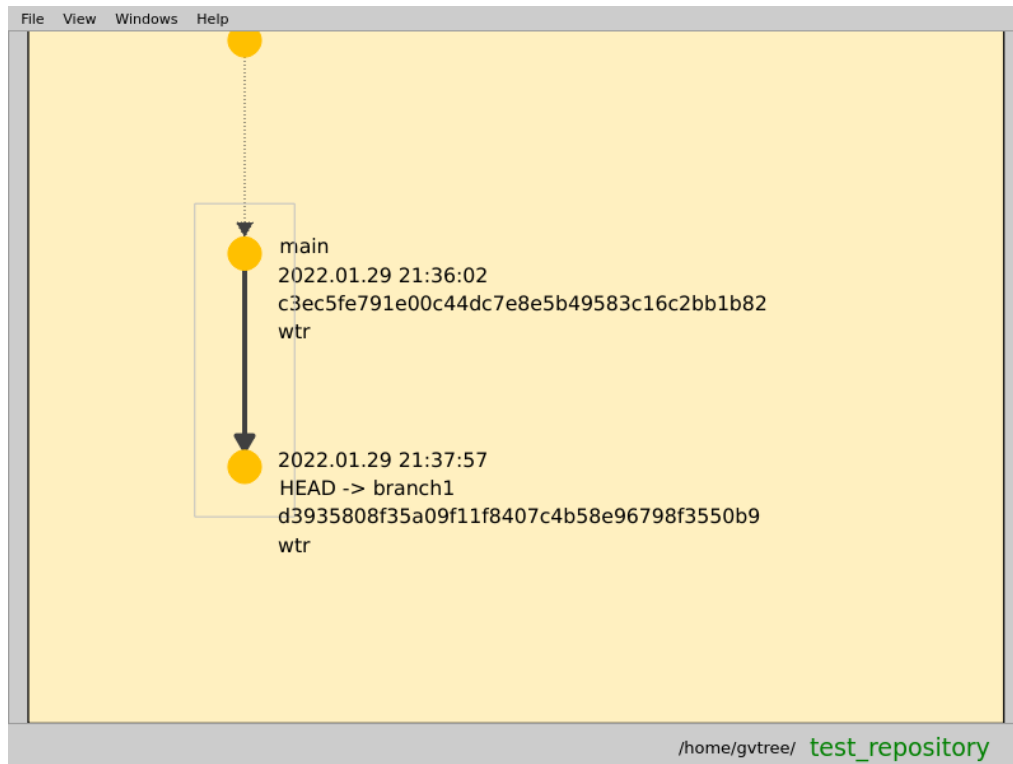 File View Windows Help
main
2022.01.29 21:36:02
c3ec5fe791e00c44dc7e8e5b49583c16c2bb1b82
wtr
2022.01.29 21:37:57
HEAD -> branch1
d3935808f35a09f11f8407c4b58e96798f3550b9
wtr
/home/gvtree/ test_repository